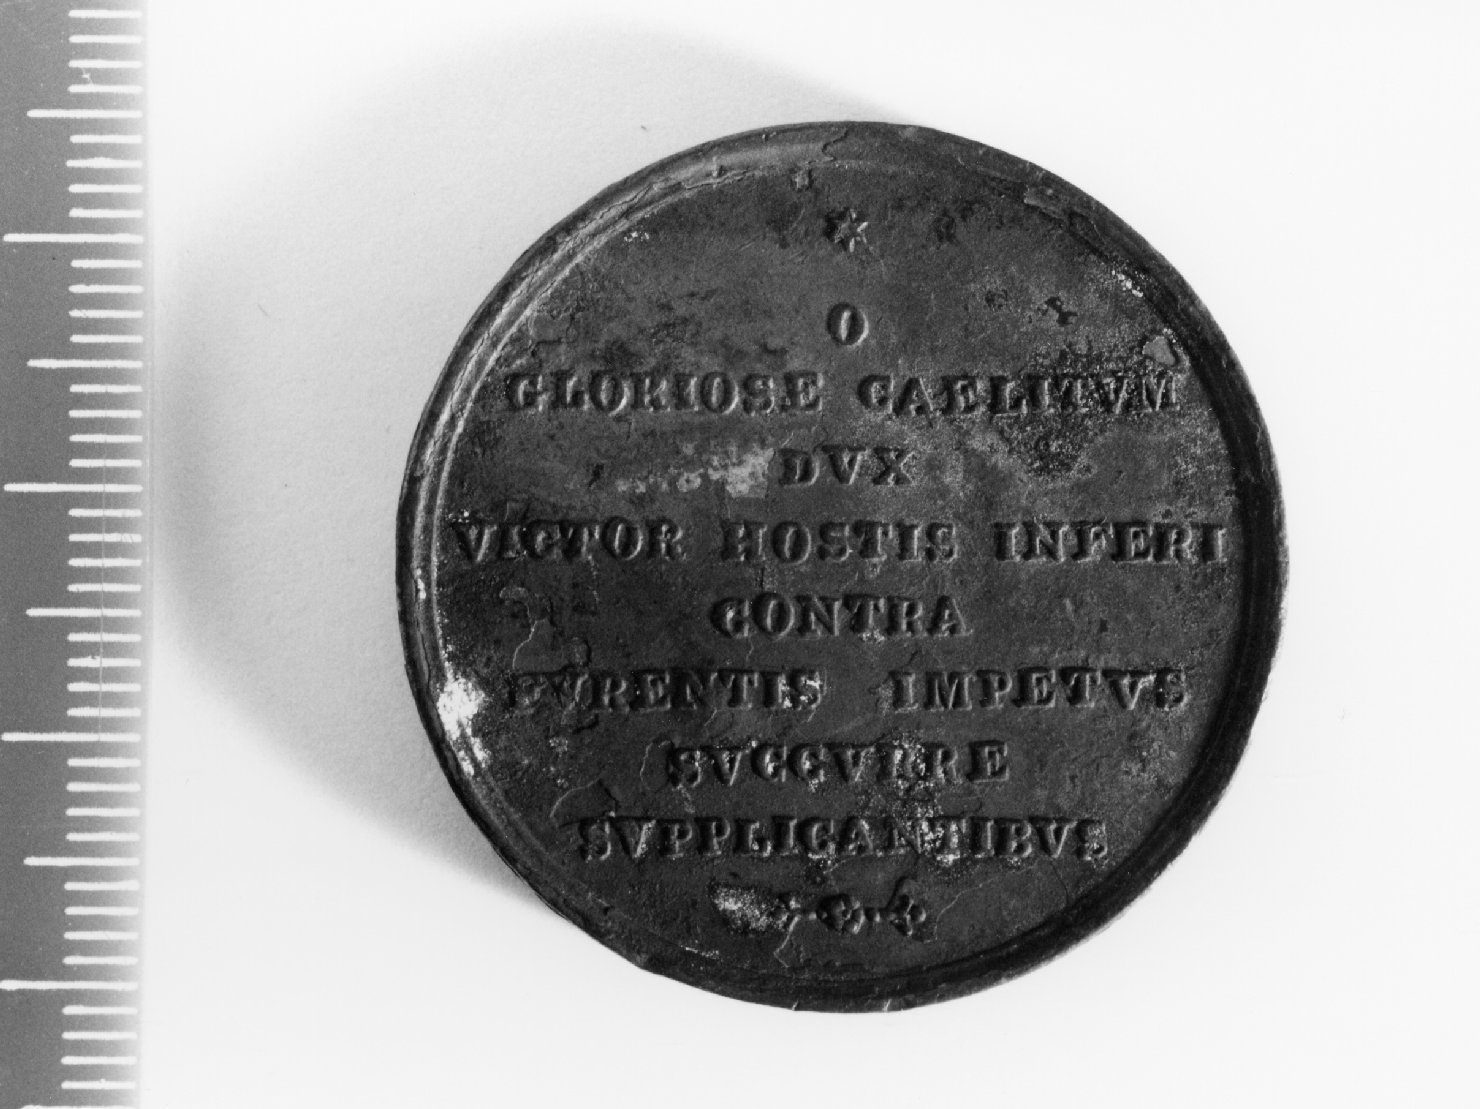 O
GLORIOSE CAELITVM
DVX
VICTOR HOSTIS INFERI
CONTRA
FVRENTIS IMPETVS
SVCCVRRE
SVPPLICANTIBVS